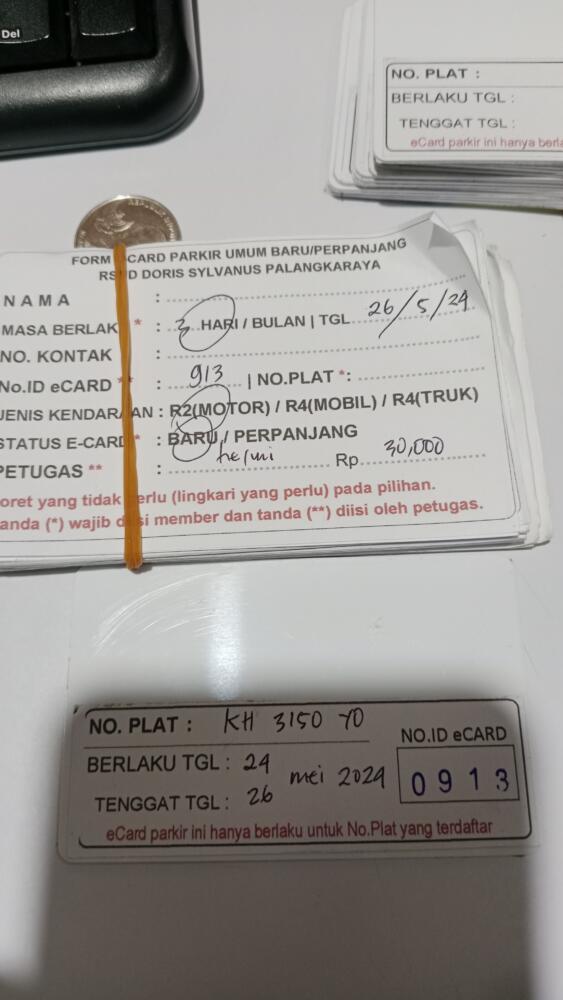 Del
NO. PLAT :
BERLAKU TGL :
TENGGAT TGL :
eCard parkir ini hanya berla
FORM CARD PARKIR UMUM BARU/PERPANJANG
RS D DORIS SYLVANUS PALANGKARAYA
NAMA :
MASA BERLAK * : 3 HARI / BULAN | TGL 26/5/24
NO. KONTAK :
No.ID eCARD ** : 913 | NO.PLAT *:
JENIS KENDAR AN : R2(MOTOR) / R4(MOBIL) / R4(TRUK)
STATUS E-CARD * : BARU / PERPANJANG
PETUGAS ** : helmi Rp 30,000
oret yang tidak erlu (lingkari yang perlu) pada pilihan.
anda (*) wajib d si member dan tanda (**) diisi oleh petugas.
NO. PLAT : KH 3150 YO
NO.ID eCARD
BERLAKU TGL : 24 mei 2024
0913
TENGGAT TGL : 26
eCard parkir ini hanya berlaku untuk No.Plat yang terdaftar